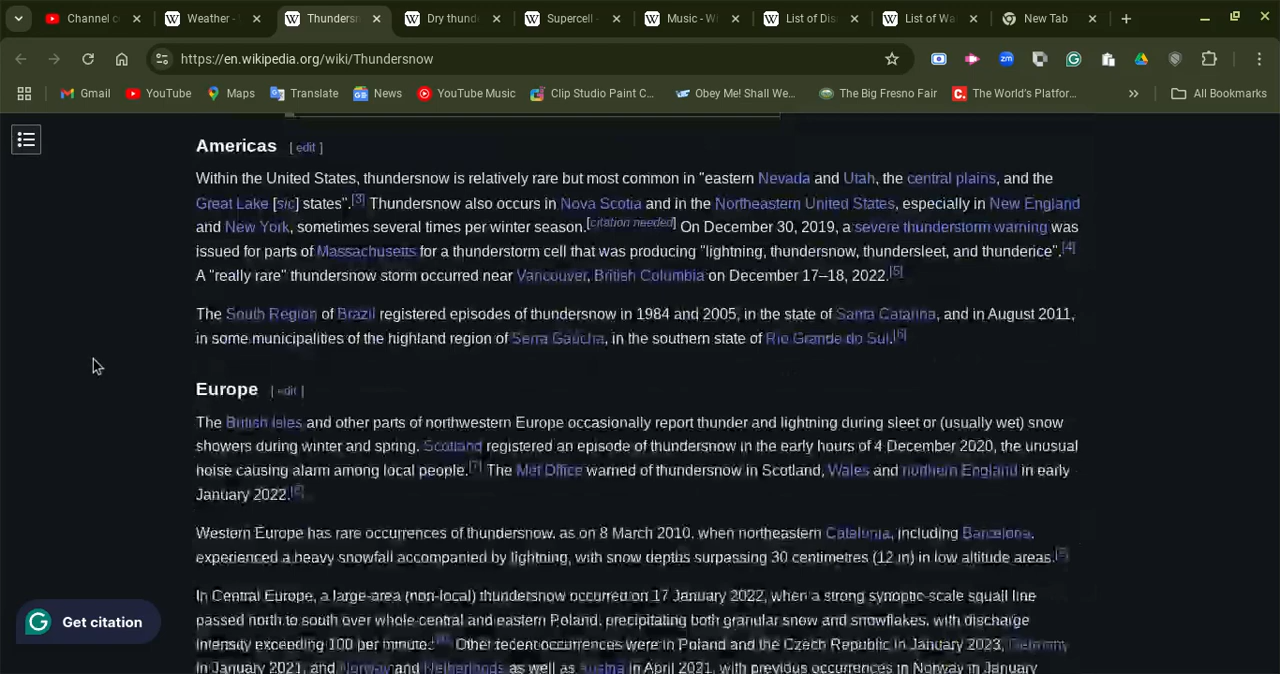 Channel c
Weather -
Thundersn
Dry thund
Supercell
Music - W
List of Dis
List of Wa
New Tab
https://en.wikipedia.org/wiki/Thundersnow
Gmail
YouTube
Maps
Translate
News
YouTube Music
Clip Studio Paint C...
Obey Me! Shall We...
The Big Fresno Fair
The World's Platfor...
All Bookmarks
Americas [ edit ]
Within the United States, thundersnow is relatively rare but most common in "eastern Nevada and Utah, the central plains, and the
Great Lake [sic] states".[3] Thundersnow also occurs in Nova Scotia and in the Northeastern United States, especially in New England
and New York, sometimes several times per winter season.[citation needed] On December 30, 2019, a severe thunderstorm warning was
issued for parts of Massachusetts for a thunderstorm cell that was producing "lightning, thundersnow, thundersleet, and thunderice".[4]
A "really rare" thundersnow storm occurred near Vancouver, British Columbia on December 17–18, 2022.[5]
The South Region of Brazil registered episodes of thundersnow in 1984 and 2005, in the state of Santa Catarina, and in August 2011,
in some municipalities of the highland region of Serra Gaúcha, in the southern state of Rio Grande do Sul.[6]
Europe [ edit ]
The British Isles and other parts of northwestern Europe occasionally report thunder and lightning during sleet or (usually wet) snow
showers during winter and spring. Scotland registered an episode of thundersnow in the early hours of 4 December 2020, the unusual
noise causing alarm among local people.[7] The Met Office warned of thundersnow in Scotland, Wales and northern England in early
January 2022.[8]
Western Europe has rare occurrences of thundersnow, as on 8 March 2010, when northeastern Catalonia, including Barcelona,
experienced a heavy snowfall accompanied by lightning, with snow depths surpassing 30 centimetres (12 in) in low altitude areas.[9]
In Central Europe, a large-area (non-local) thundersnow occurred on 17 January 2022, when a strong synoptic-scale squall line
passed north to south over whole central and eastern Poland, precipitating both granular snow and snowflakes, with discharge
intensity exceeding 100 per minute. Other recent occurrences were in Poland and the Czech Republic in January 2023, Germany
in January 2021, and Norway and Netherlands as well as Austria in April 2021, with previous occurrences in Norway in January
Get citation